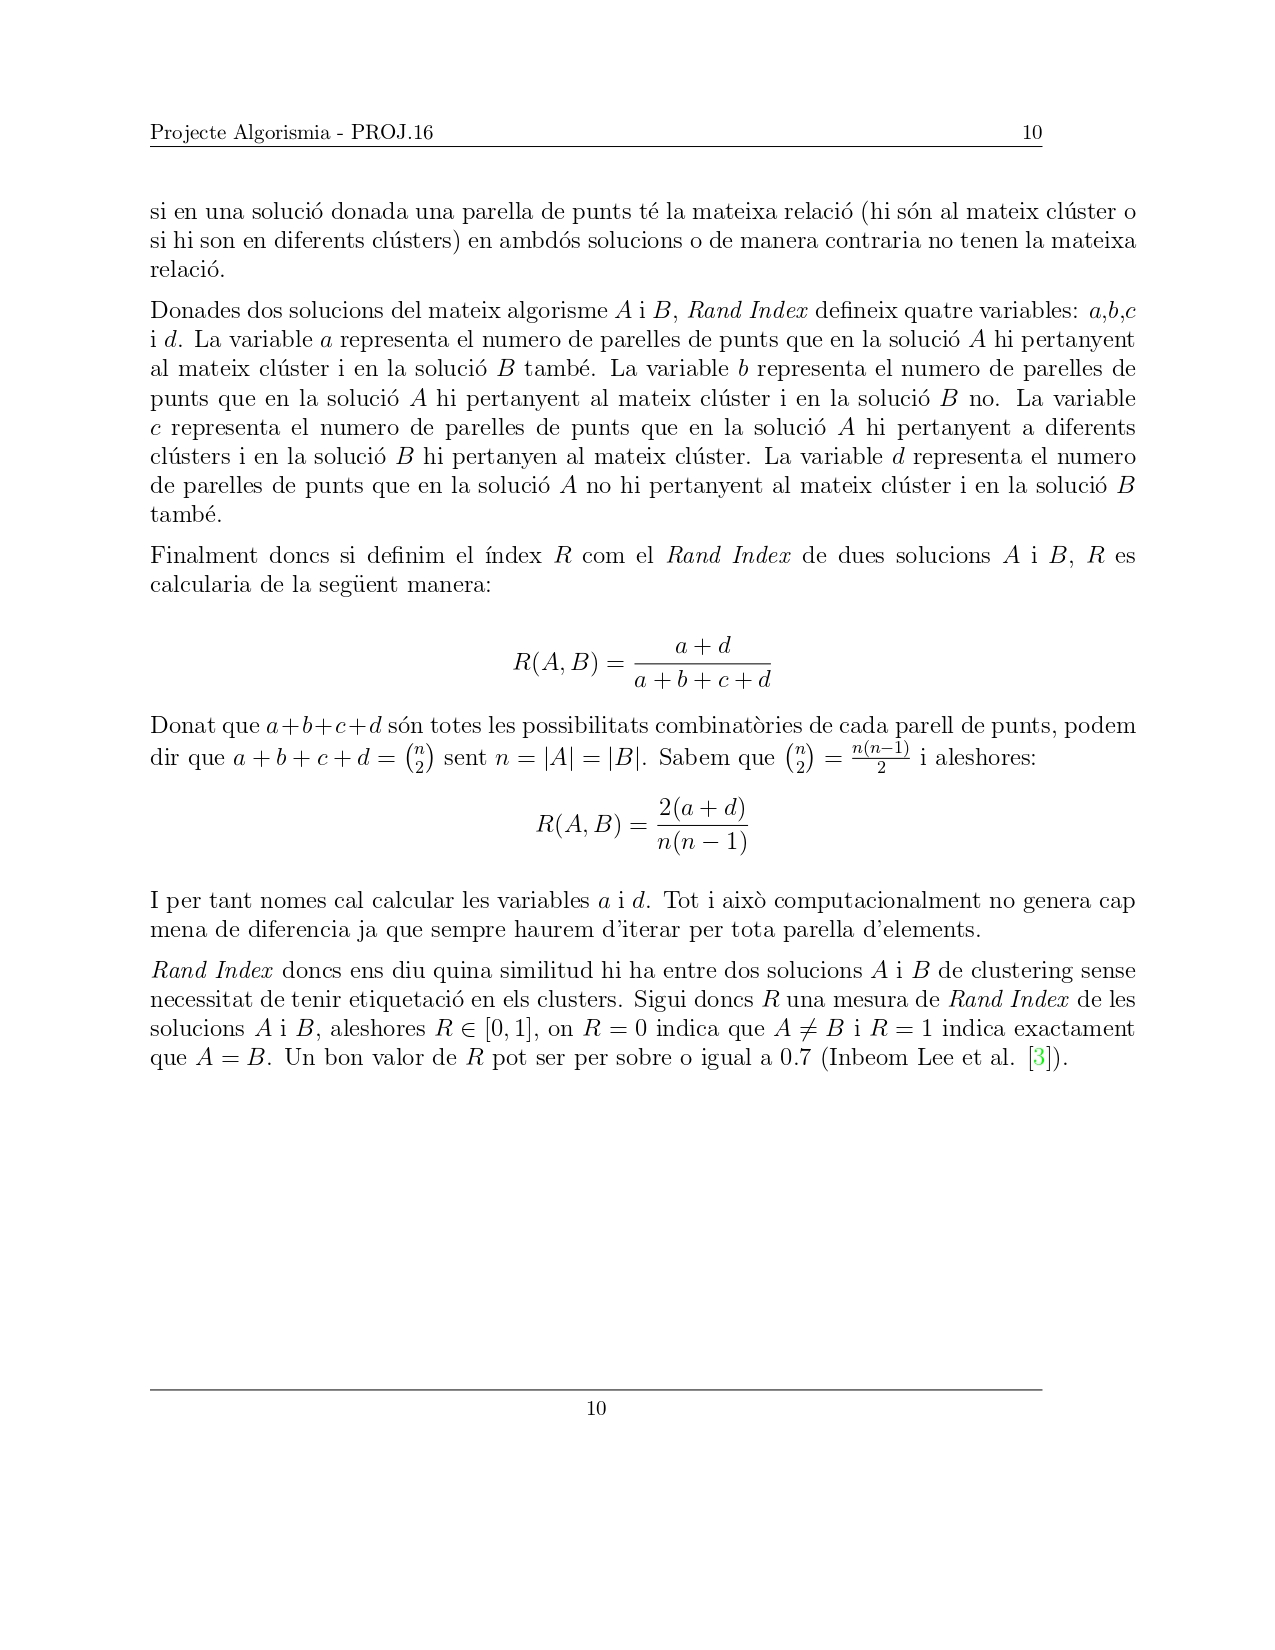 Projecte Algorismia - PROJ.16 10
si en una solució donada una parella de punts té la mateixa relació (hi són al mateix clúster o
si hi son en diferents clústers) en ambdós solucions o de manera contraria no tenen la mateixa
relació.
Donades dos solucions del mateix algorisme A i B, Rand Index defineix quatre variables: a,b,c
i d. La variable a representa el numero de parelles de punts que en la solució A hi pertanyent
al mateix clúster i en la solució B també. La variable b representa el numero de parelles de
punts que en la solució A hi pertanyent al mateix clúster i en la solució B no. La variable
c representa el numero de parelles de punts que en la solució A hi pertanyent a diferents
clústers i en la solució B hi pertanyen al mateix clúster. La variable d representa el numero
de parelles de punts que en la solució A no hi pertanyent al mateix clúster i en la solució B
també.
Finalment doncs si definim el índex R com el Rand Index de dues solucions A i B, R es
calcularia de la següent manera:
R(A, B) = \frac{a + d}{a + b + c + d}
Donat que a+b+c+d són totes les possibilitats combinatòries de cada parell de punts, podem
dir que a + b + c + d = \binom{n}{2} sent n = |A| = |B|. Sabem que \binom{n}{2} = \frac{n(n−1)}{2} i aleshores:
R(A, B) = \frac{2(a + d)}{n(n − 1)}
I per tant nomes cal calcular les variables a i d. Tot i això computacionalment no genera cap
mena de diferencia ja que sempre haurem d'iterar per tota parella d'elements.
Rand Index doncs ens diu quina similitud hi ha entre dos solucions A i B de clustering sense
necessitat de tenir etiquetació en els clusters. Sigui doncs R una mesura de Rand Index de les
solucions A i B, aleshores R ∈ [0, 1], on R = 0 indica que A ≠ B i R = 1 indica exactament
que A = B. Un bon valor de R pot ser per sobre o igual a 0.7 (Inbeom Lee et al. [3]).
10